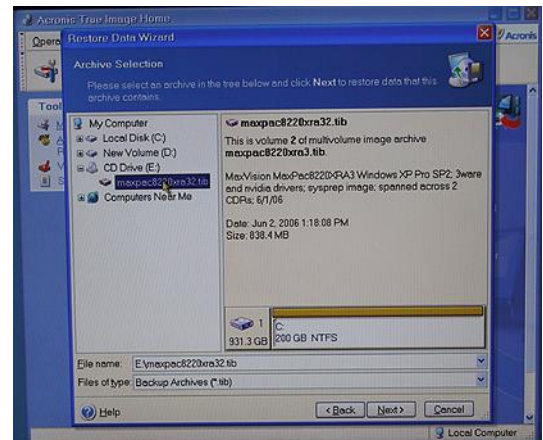 Acronis True Image Home
Opera
Acronis
Restore Data Wizard
Archive Selection
Please select an archive in the tree below and click Next to restore data that this
archive contains.
Tool
My Computer
Local Disk (C:)
New Volume (D:)
CD Drive (E:)
maxpac8220xra32.tib
Computers Near Me
maxpac8220xra32.tib
This is volume 2 of multivolume image archive
maxpac8220xra3.tib.
MaxVision MaxPac8220XRA3 Windows XP Pro SP2; 3ware
and nvidia drivers; sysprep image; spanned across 2
CDRs; 6/1/06
Date: Jun 2, 2006 1:18:08 PM
Size: 838.4 MB
1
931.3 GB
C:
200 GB NTFS
File name: E:\maxpac8220xra32.tib
Files of type: Backup Archives (*.tib)
Help
< Back
Next >
Cancel
Local Computer